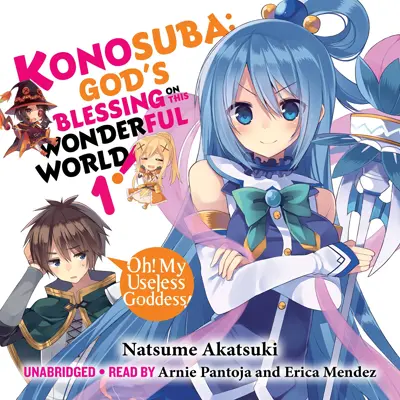 KONOSUBA:
GOD'S
BLESSING ON THIS
WONDERFUL
WORLD!
1
Oh! My
Useless
Goddess!
Natsume Akatsuki
UNABRIDGED • READ BY Arnie Pantoja and Erica Mendez